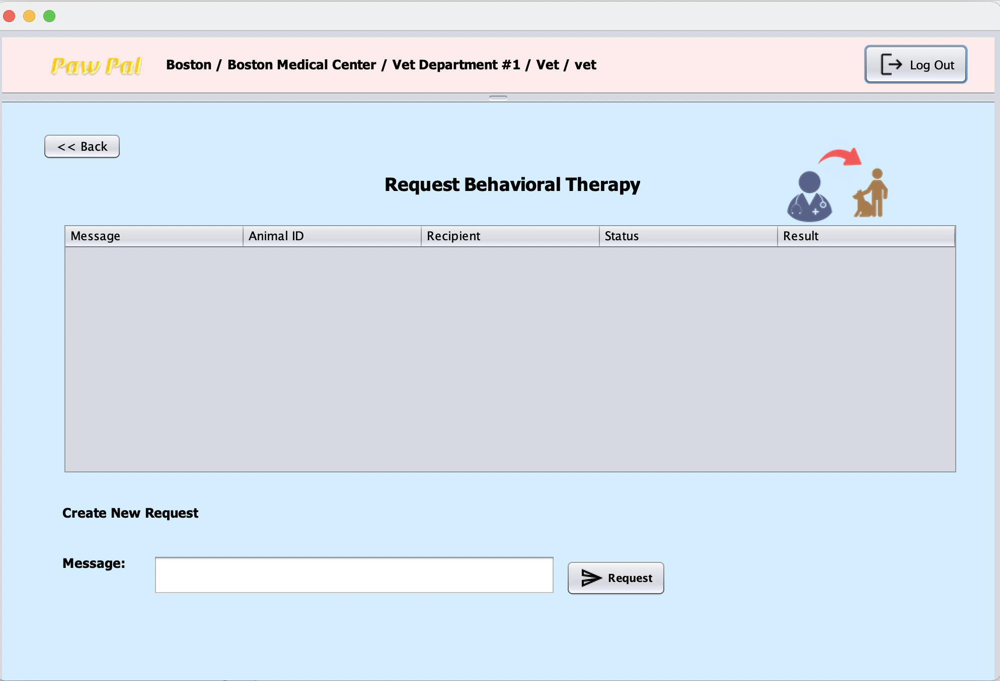 Paw Pal
Boston / Boston Medical Center / Vet Department #1 / Vet / vet
Log Out
<< Back
Request Behavioral Therapy
Message
Animal ID
Recipient
Status
Result
Create New Request
Message:
Request